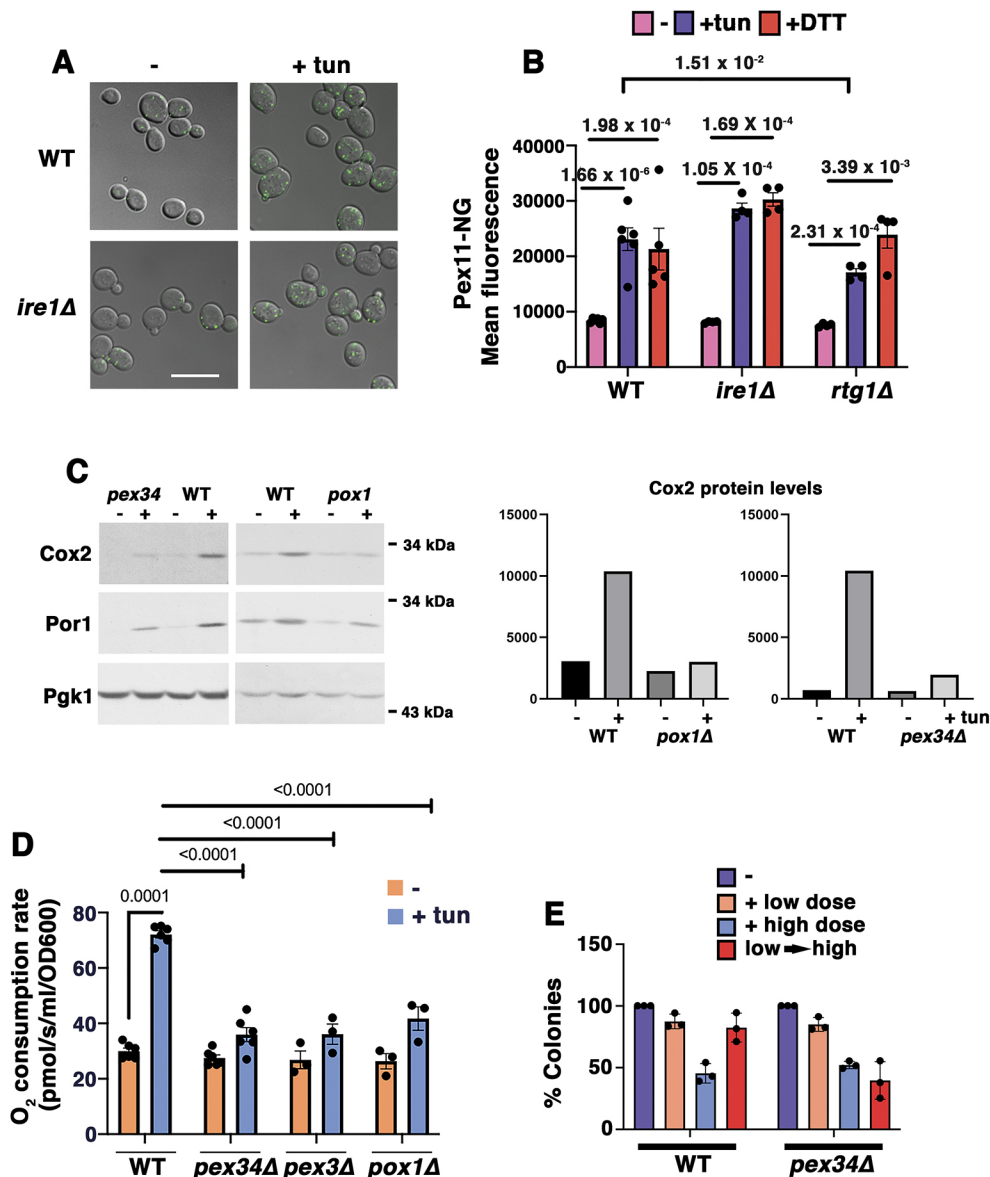 - +tun +DTT
A
- + tun
WT
ire1Δ
B
1.51 x 10-2
1.98 x 10-4
1.69 X 10-4
1.66 x 10-6
1.05 X 10-4
3.39 x 10-3
2.31 x 10-4
Pex11-NG
Mean fluorescence
40000
30000
20000
10000
0
WT ire1Δ rtg1Δ
C
pex34 WT WT pox1
- + - + - + - +
Cox2
34 kDa
Por1
34 kDa
Pgk1
43 kDa
Cox2 protein levels
15000
10000
5000
0
- + - +
WT pox1Δ
15000
10000
5000
0
- + - + tun
WT pex34Δ
D
<0.0001
<0.0001
<0.0001
0.0001
-
+ tun
O2 consumption rate
(pmol/s/ml/OD600)
80
60
40
20
0
WT pex34Δ pex3Δ pox1Δ
E
-
+ low dose
+ high dose
low ➡ high
% Colonies
150
100
50
0
WT pex34Δ